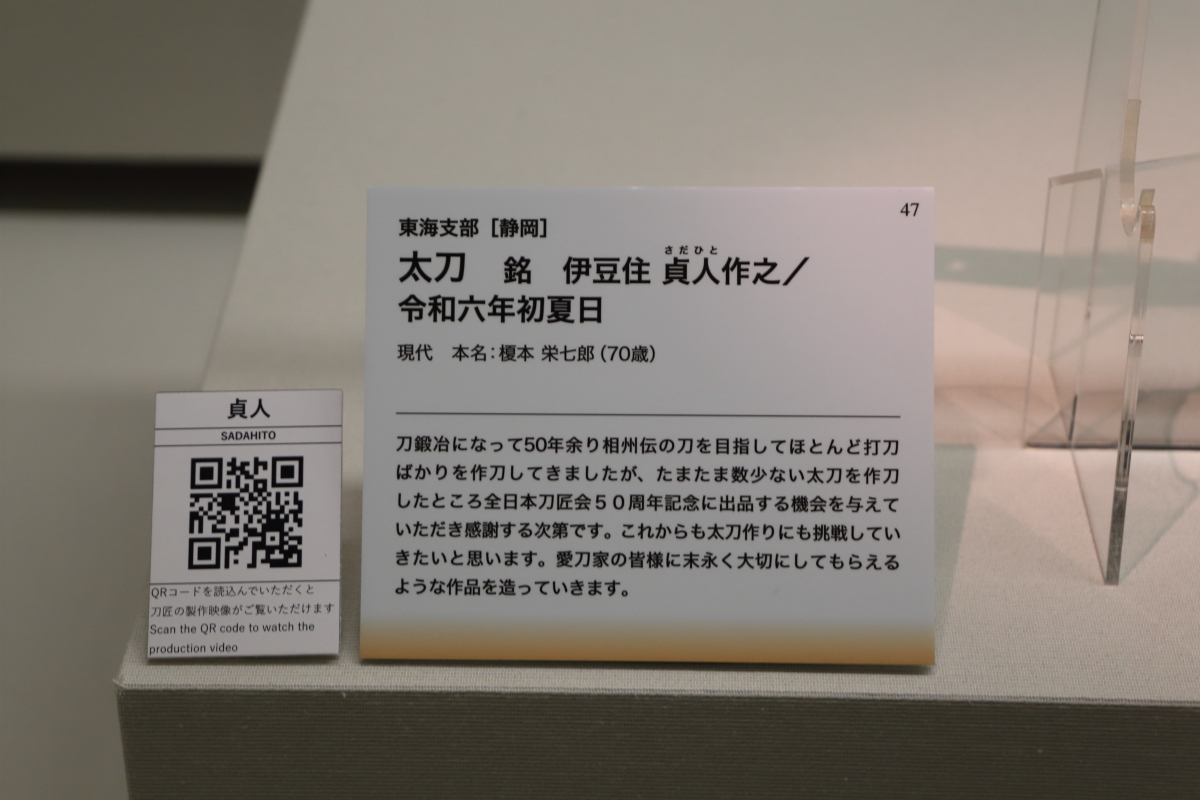 47
東海支部［静岡］
さだひと
太刀　銘　伊豆住 貞人作之／
令和六年初夏日
現代　本名：榎本 栄七郎（70歳）
刀鍛冶になって50年余り相州伝の刀を目指してほとんど打刀
ばかりを作刀してきましたが、たまたま数少ない太刀を作刀
したところ全日本刀匠会５０周年記念に出品する機会を与えて
いただき感謝する次第です。これからも太刀作りにも挑戦してい
きたいと思います。愛刀家の皆様に末永く大切にしてもらえる
ような作品を造っていきます。
貞人
SADAHITO
QRコードを読込んでいただくと
刀匠の製作映像がご覧いただけます
Scan the QR code to watch the
production video